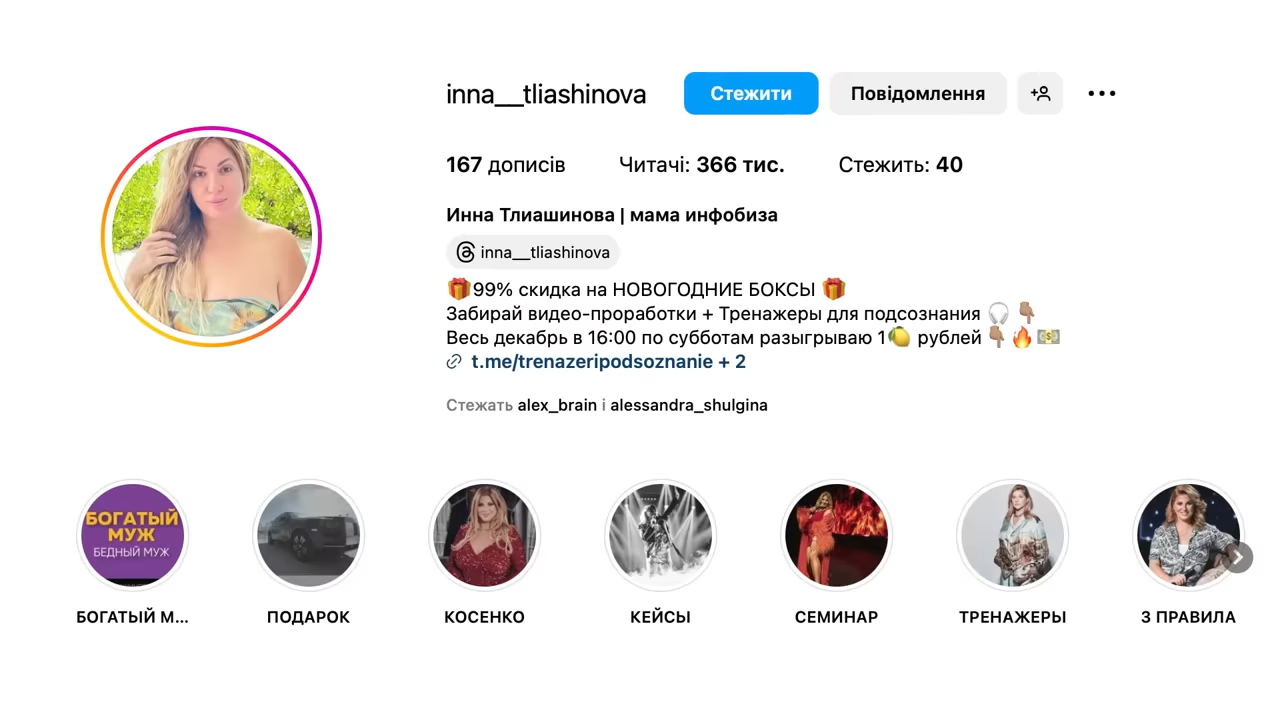 inna__tliashinova Стежити Повідомлення
167 дописів Читачі: 366 тис. Стежить: 40
Инна Тлиашинова | мама инфобиза
inna__tliashinova
🎁99% скидка на НОВОГОДНИЕ БОКСЫ 🎁
Забирай видео-проработки + Тренажеры для подсознания 🎧👇🏽
Весь декабрь в 16:00 по субботам разыгрываю 1🍋 рублей👇🏽🔥💵
t.me/trenazeripodsoznanie + 2
Стежать alex_brain і alessandra_shulgina
БОГАТЫЙ
МУЖ
БЕДНЫЙ МУЖ
БОГАТЫЙ М... ПОДАРОК КОСЕНКО КЕЙСЫ СЕМИНАР ТРЕНАЖЕРЫ 3 ПРАВИЛА